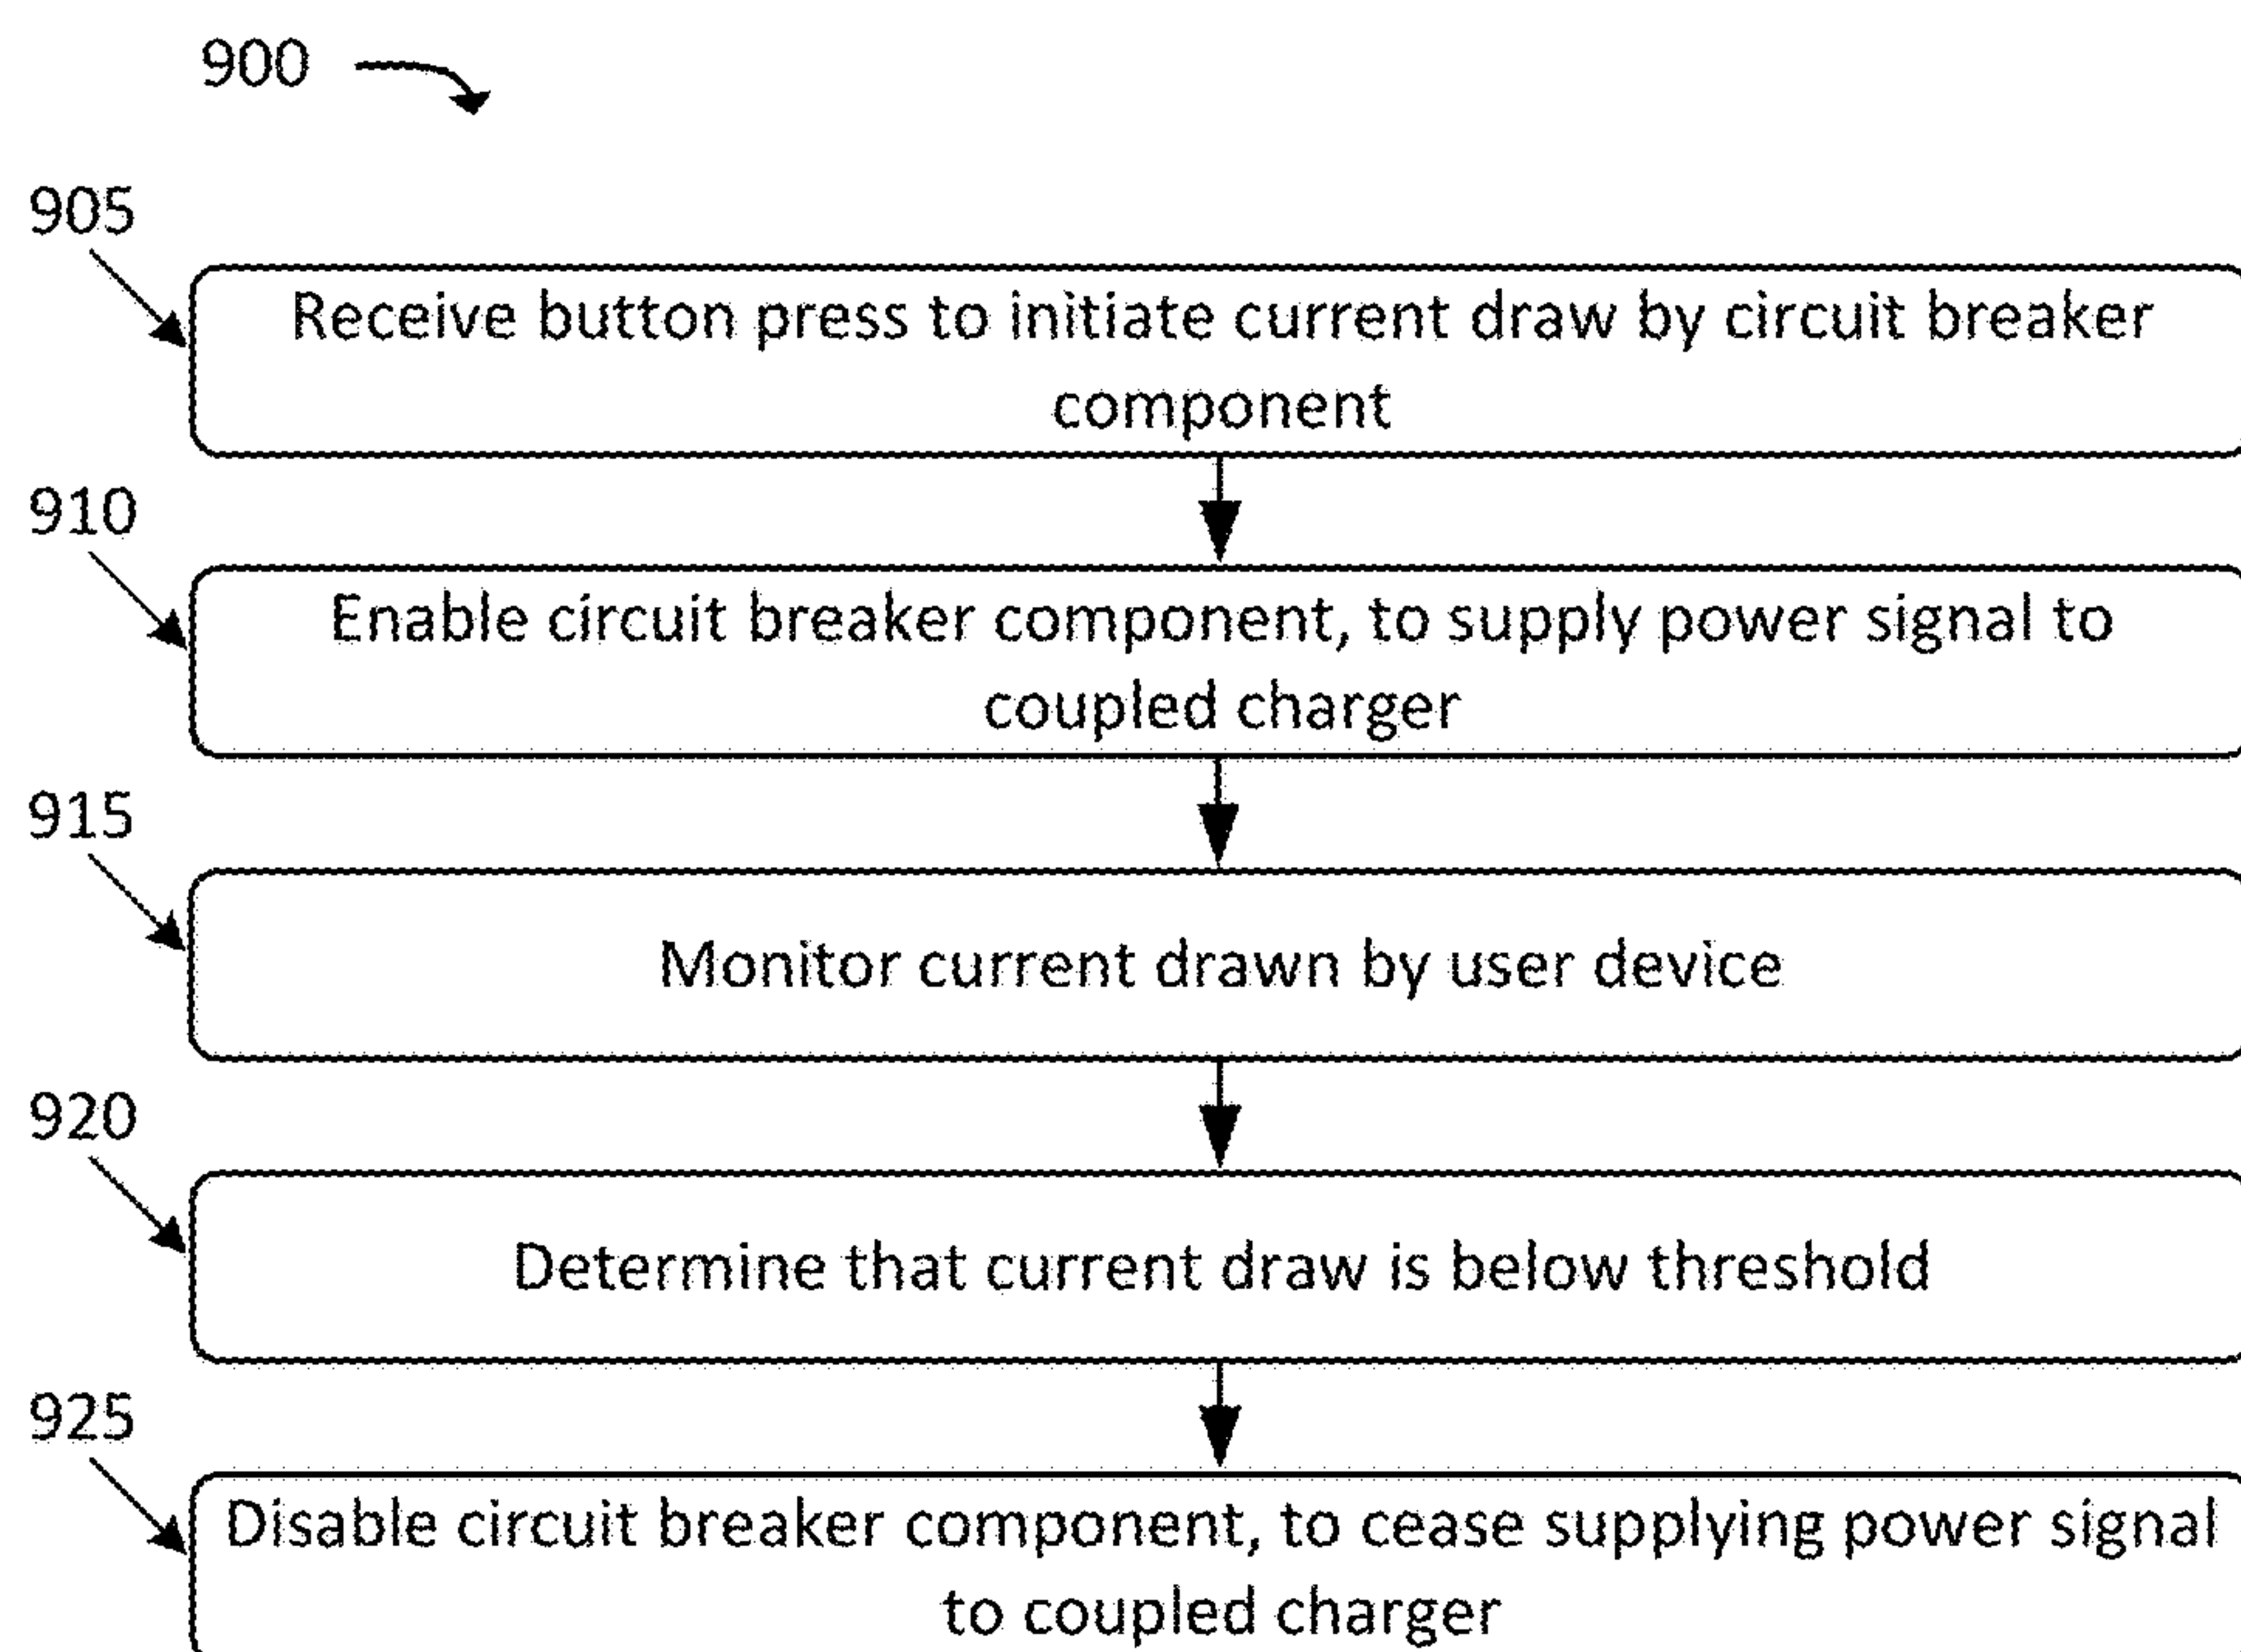 900
905
Receive button press to initiate current draw by circuit breaker
component
910
Enable circuit breaker component, to supply power signal to
coupled charger
915
Monitor current drawn by user device
920
Determine that current draw is below threshold
925
Disable circuit breaker component, to cease supplying power signal
to coupled charger